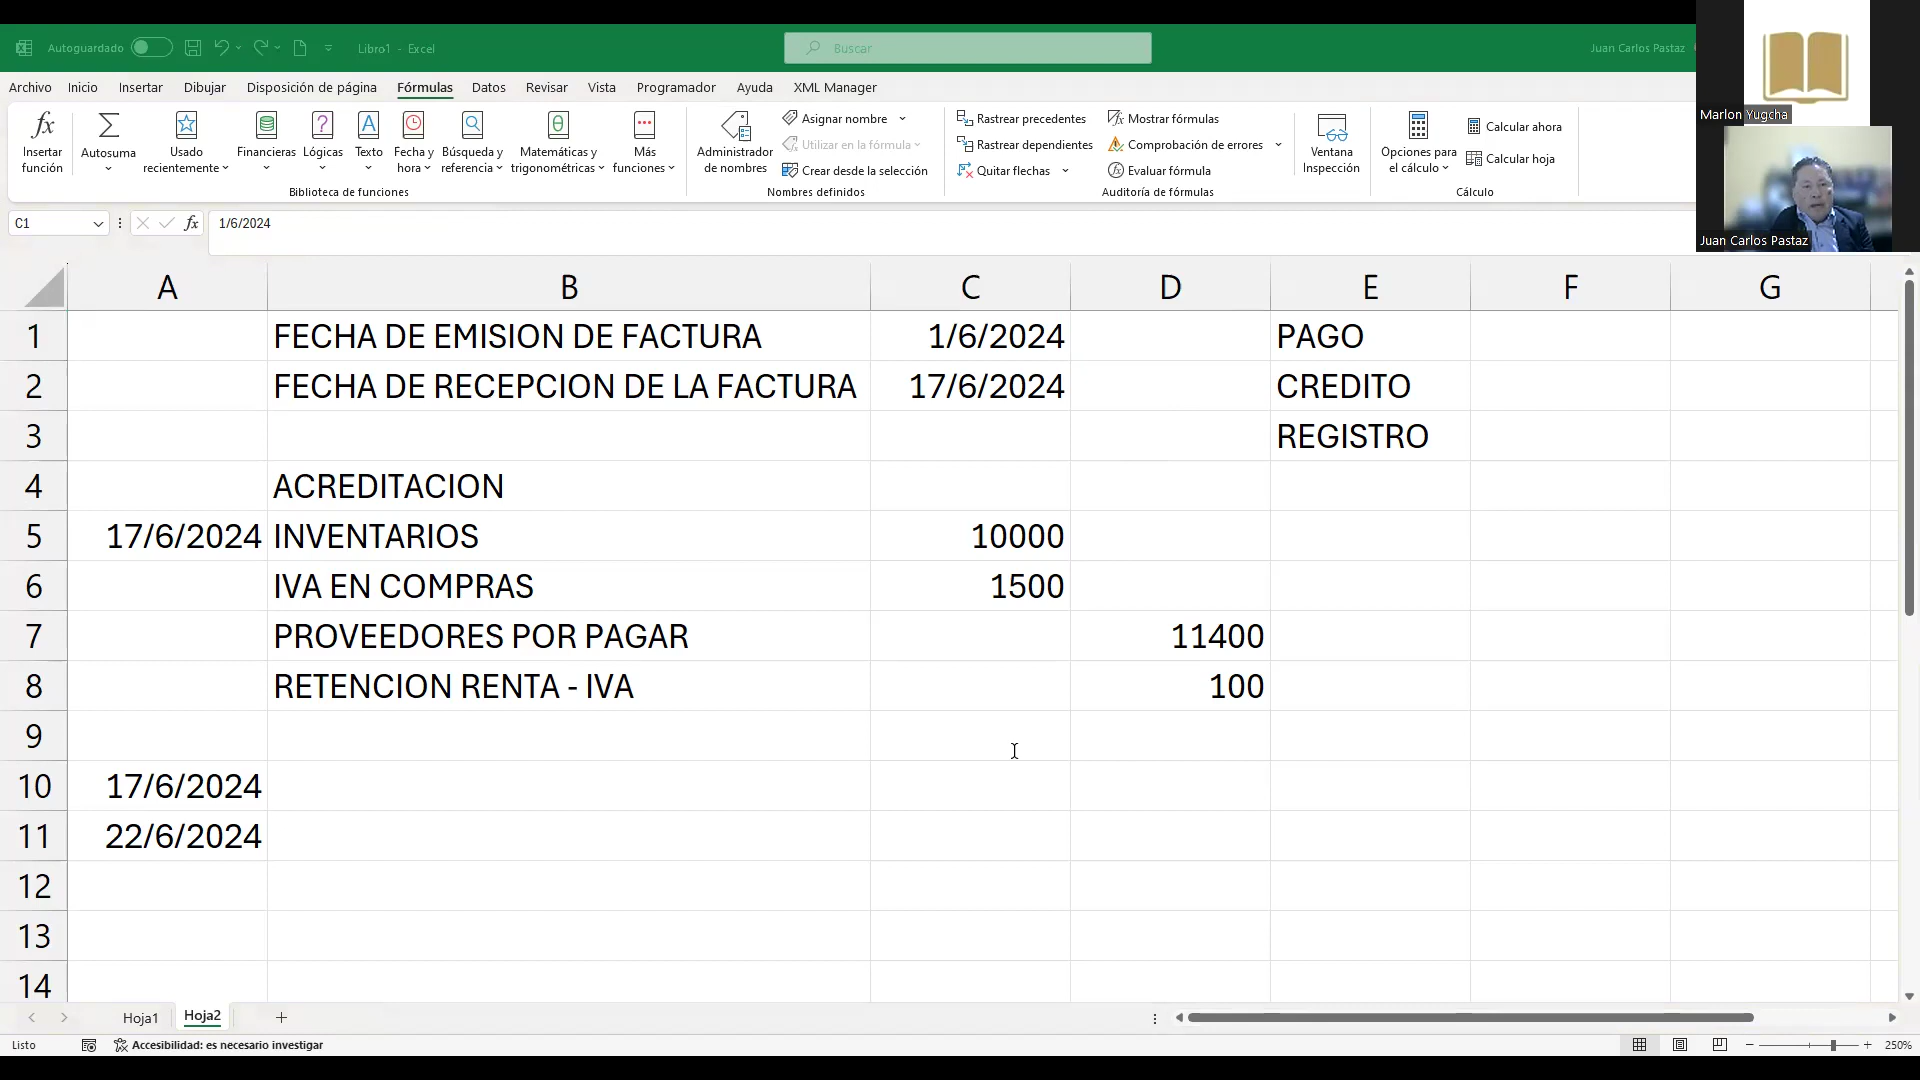 Autoguardado
Libro1 - Excel
Buscar
Juan Carlos Pastaz
Archivo Inicio Insertar Dibujar Disposición de página Fórmulas Datos Revisar Vista Programador Ayuda XML Manager
Insertar función
Autosuma
Usado recientemente
Financieras
Lógicas
Texto
Fecha y hora
Búsqueda y referencia
Matemáticas y trigonométricas
Más funciones
Biblioteca de funciones
Administrador de nombres
Asignar nombre
Utilizar en la fórmula
Crear desde la selección
Nombres definidos
Rastrear precedentes
Rastrear dependientes
Quitar flechas
Mostrar fórmulas
Comprobación de errores
Evaluar fórmula
Auditoría de fórmulas
Ventana Inspección
Opciones para el cálculo
Calcular ahora
Calcular hoja
Cálculo
Marlon Yugcha
Juan Carlos Pastaz
C1 fx 1/6/2024
A B C D E F G
1 FECHA DE EMISION DE FACTURA 1/6/2024 PAGO
2 FECHA DE RECEPCION DE LA FACTURA 17/6/2024 CREDITO
3 REGISTRO
4 ACREDITACION
5 17/6/2024 INVENTARIOS 10000
6 IVA EN COMPRAS 1500
7 PROVEEDORES POR PAGAR 11400
8 RETENCION RENTA - IVA 100
9
10 17/6/2024
11 22/6/2024
12
13
14
Hoja1 Hoja2
Listo
Accesibilidad: es necesario investigar
250%